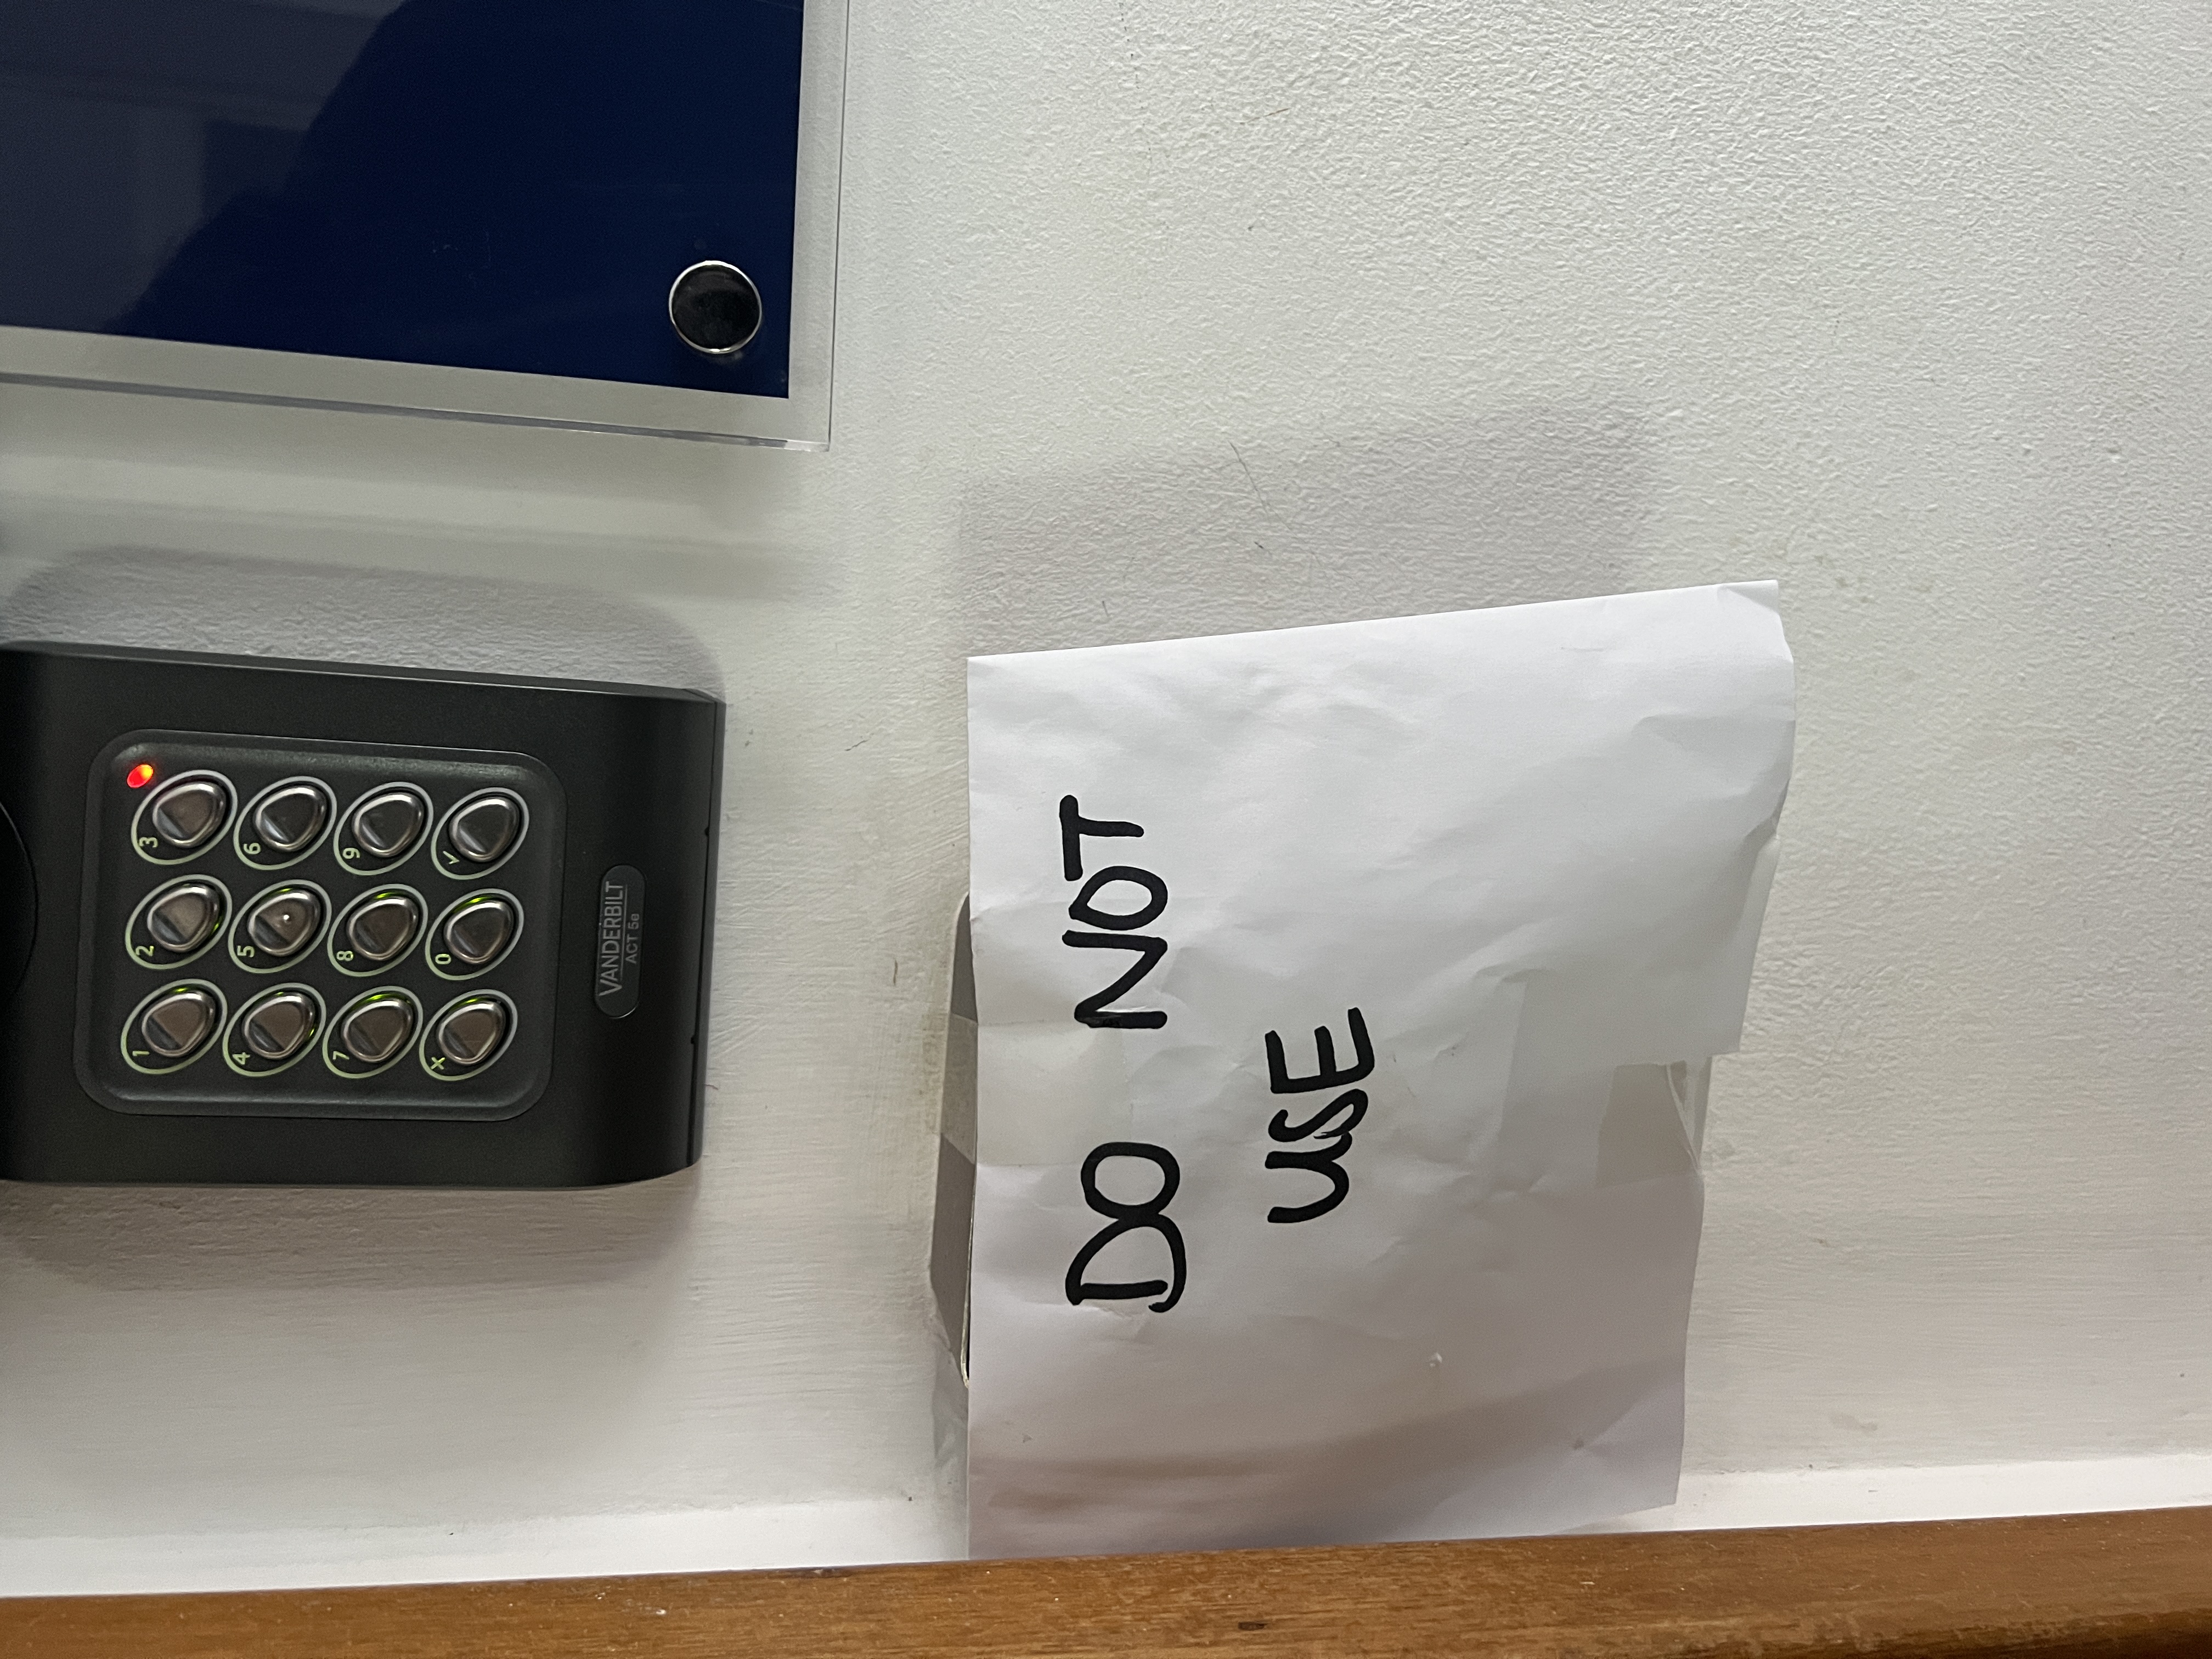 1 2 3
4 5 6
7 8 9
X 0 ✓
VANDERBILT
ACT 5e
DO NOT
USE